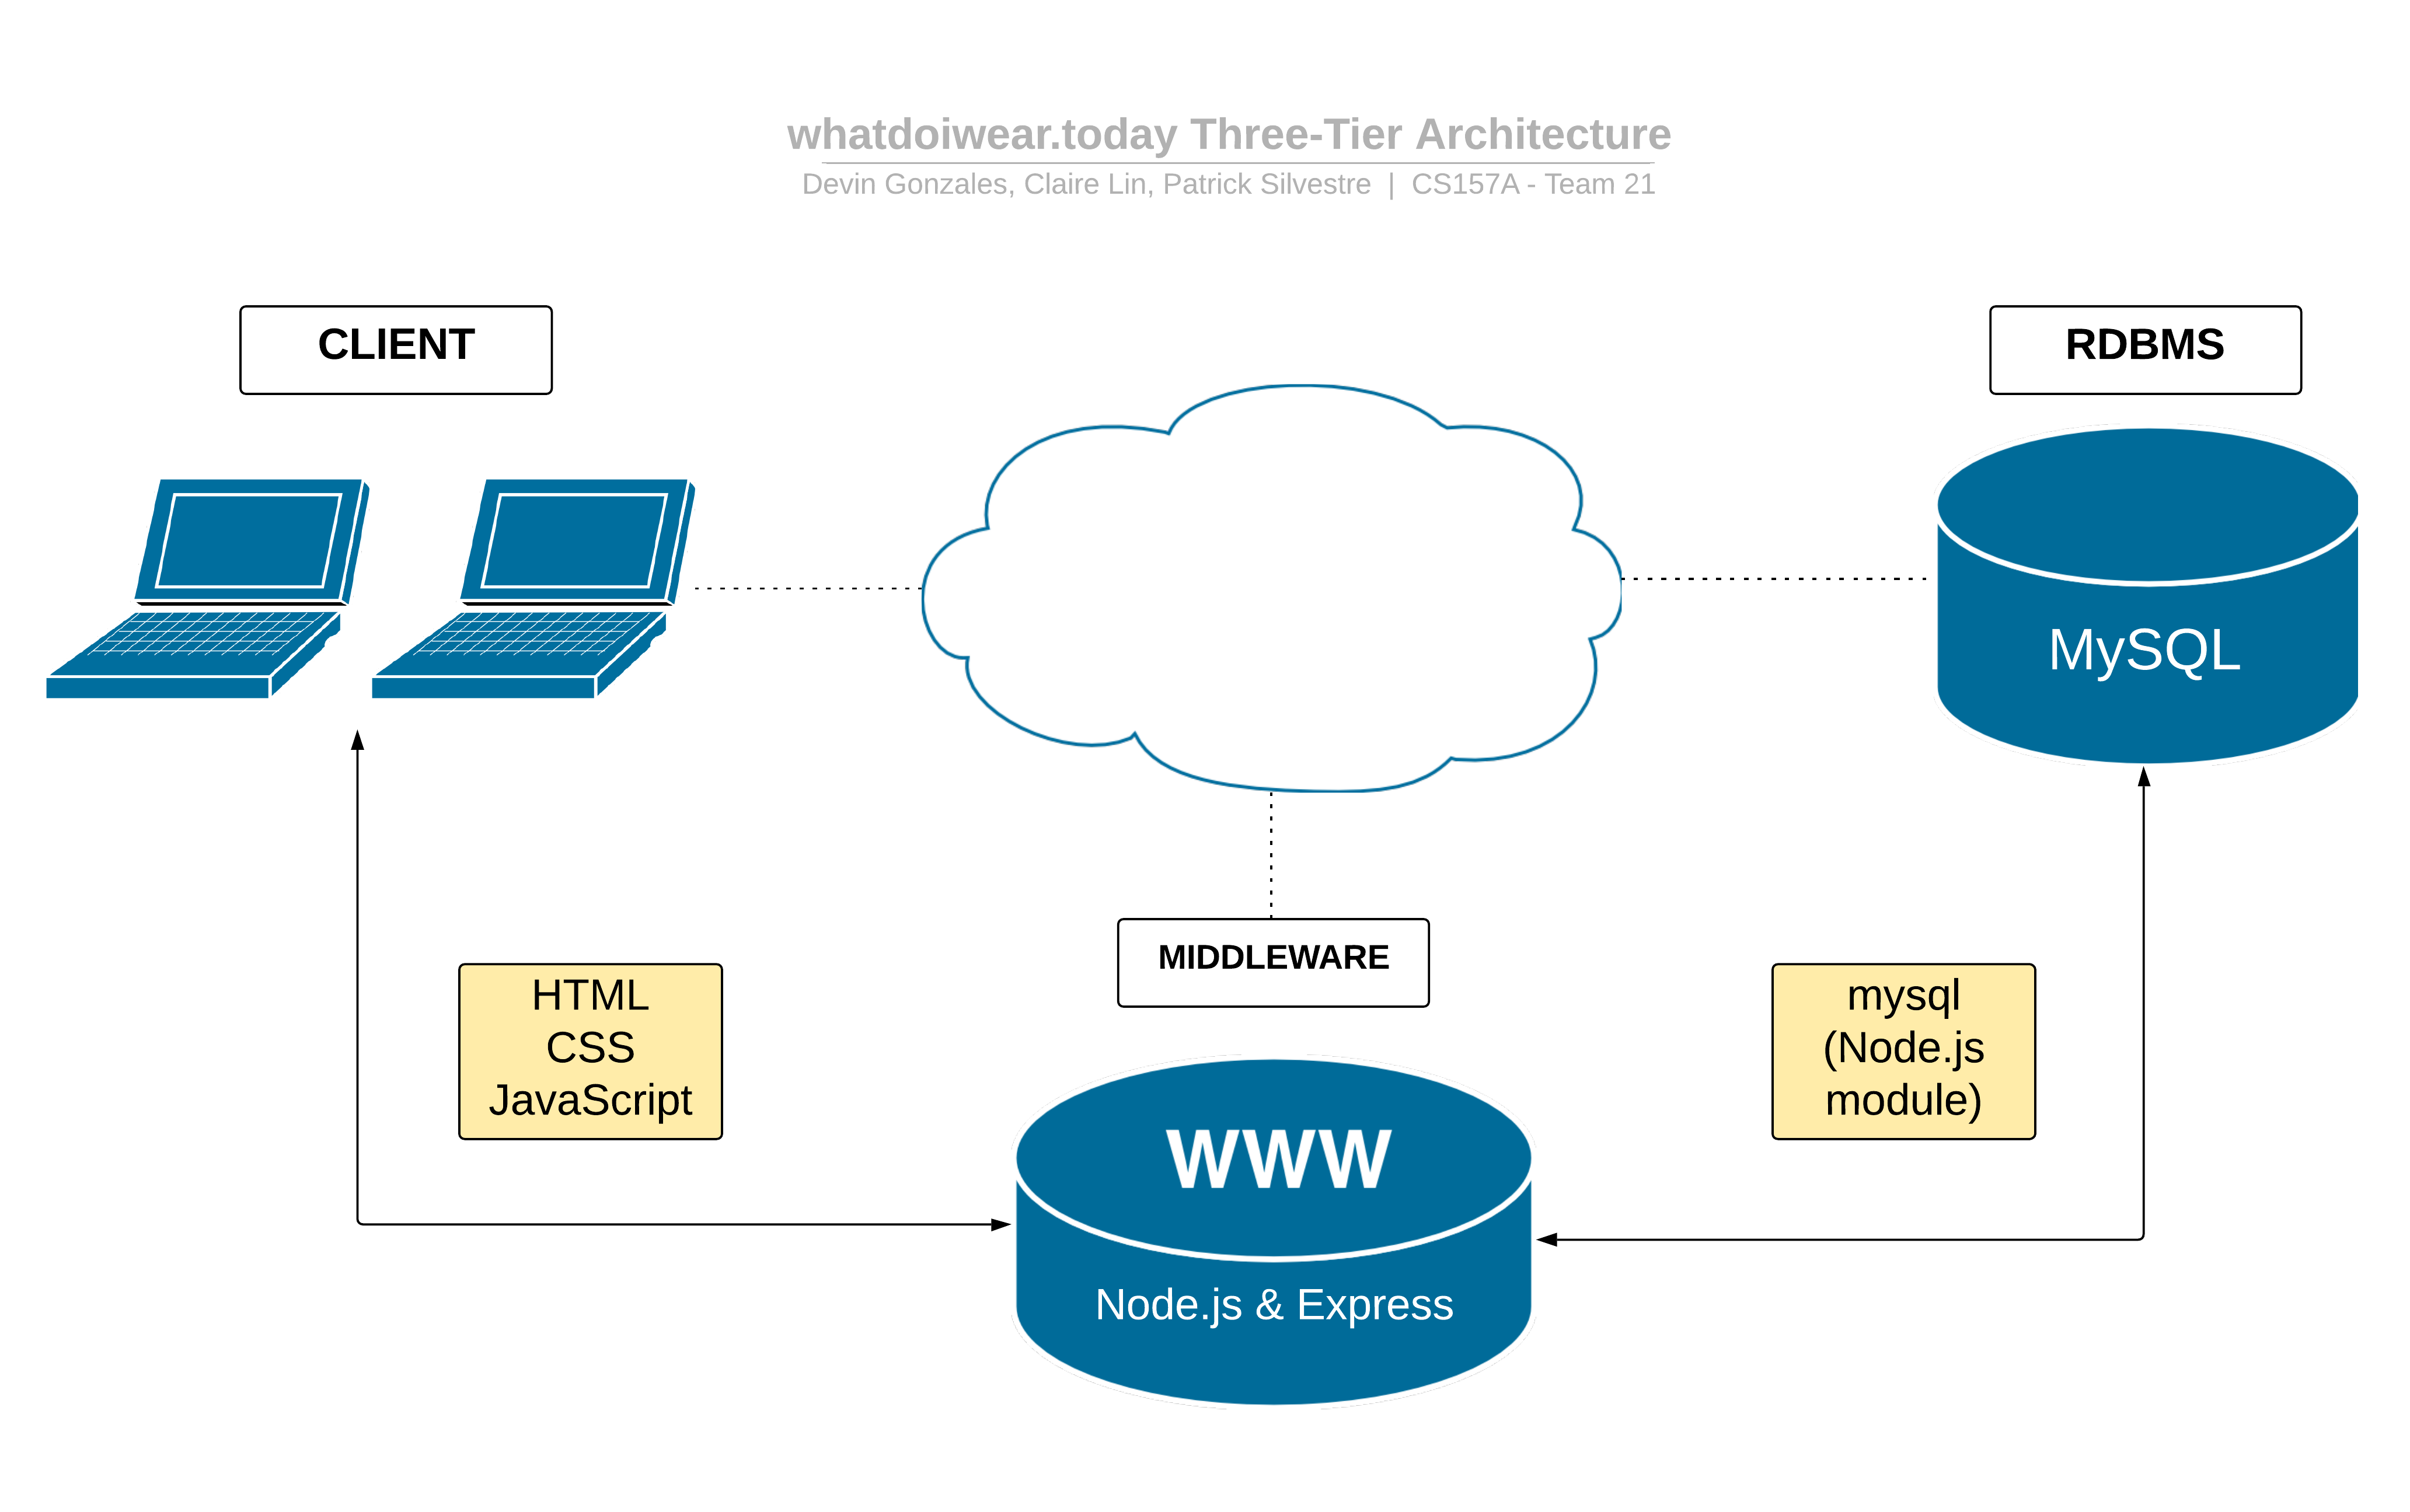 whatdoiwear.today Three-Tier Architecture
Devin Gonzales, Claire Lin, Patrick Silvestre | CS157A - Team 21
CLIENT
RDBMS
MySQL
MIDDLEWARE
HTML
CSS
JavaScript
mysql
(Node.js
module)
WWW
Node.js & Express